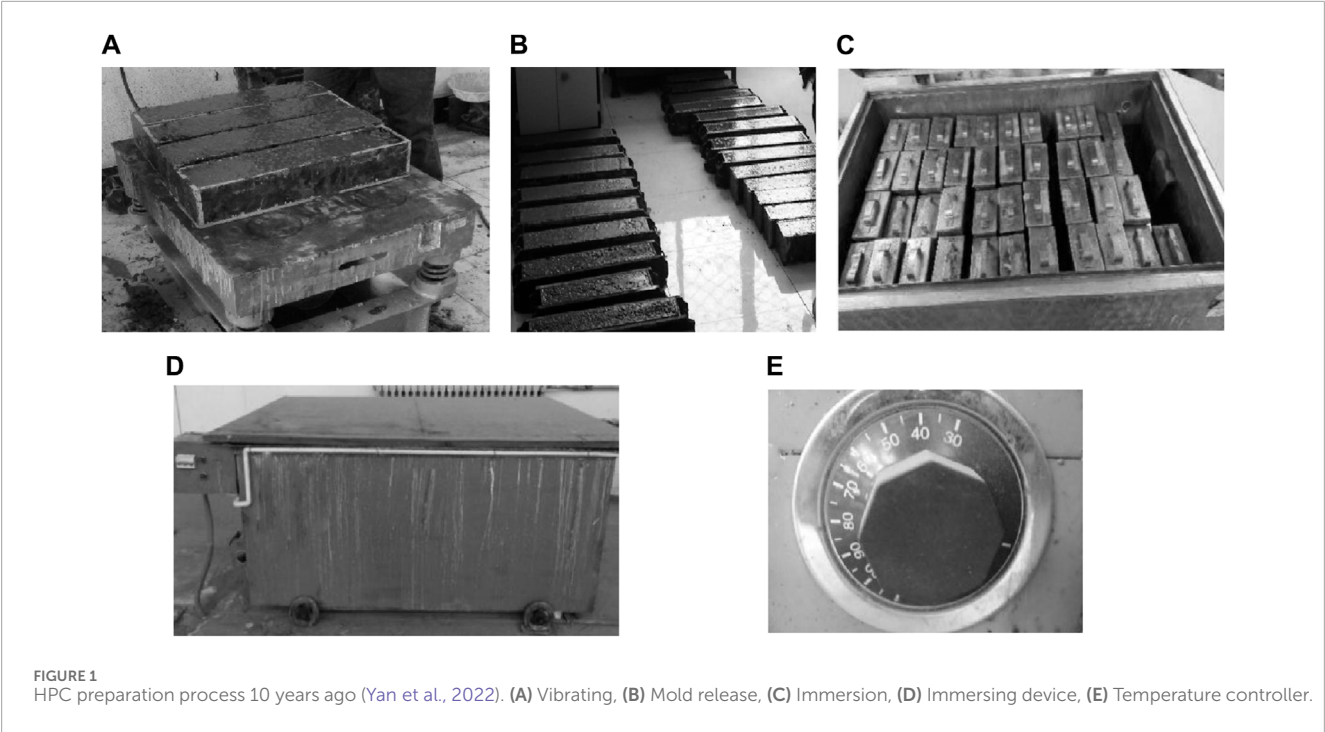 A
B
C
D
E
30
40
50
60
70
80
90
FIGURE 1
HPC preparation process 10 years ago (Yan et al., 2022). (A) Vibrating, (B) Mold release, (C) Immersion, (D) Immersing device, (E) Temperature controller.